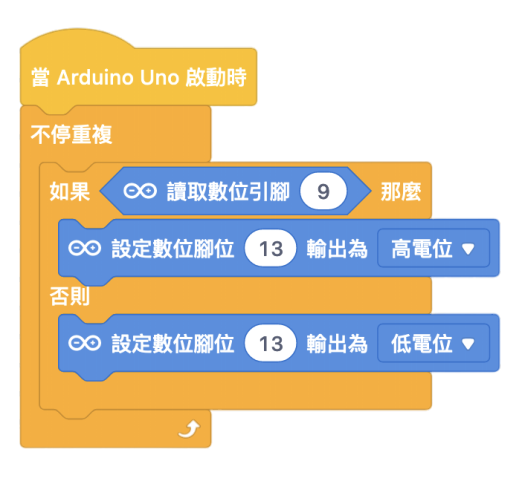 當 Arduino Uno 啟動時
不停重複
如果 讀取數位引腳 9 那麼
設定數位腳位 13 輸出為 高電位
否則
設定數位腳位 13 輸出為 低電位